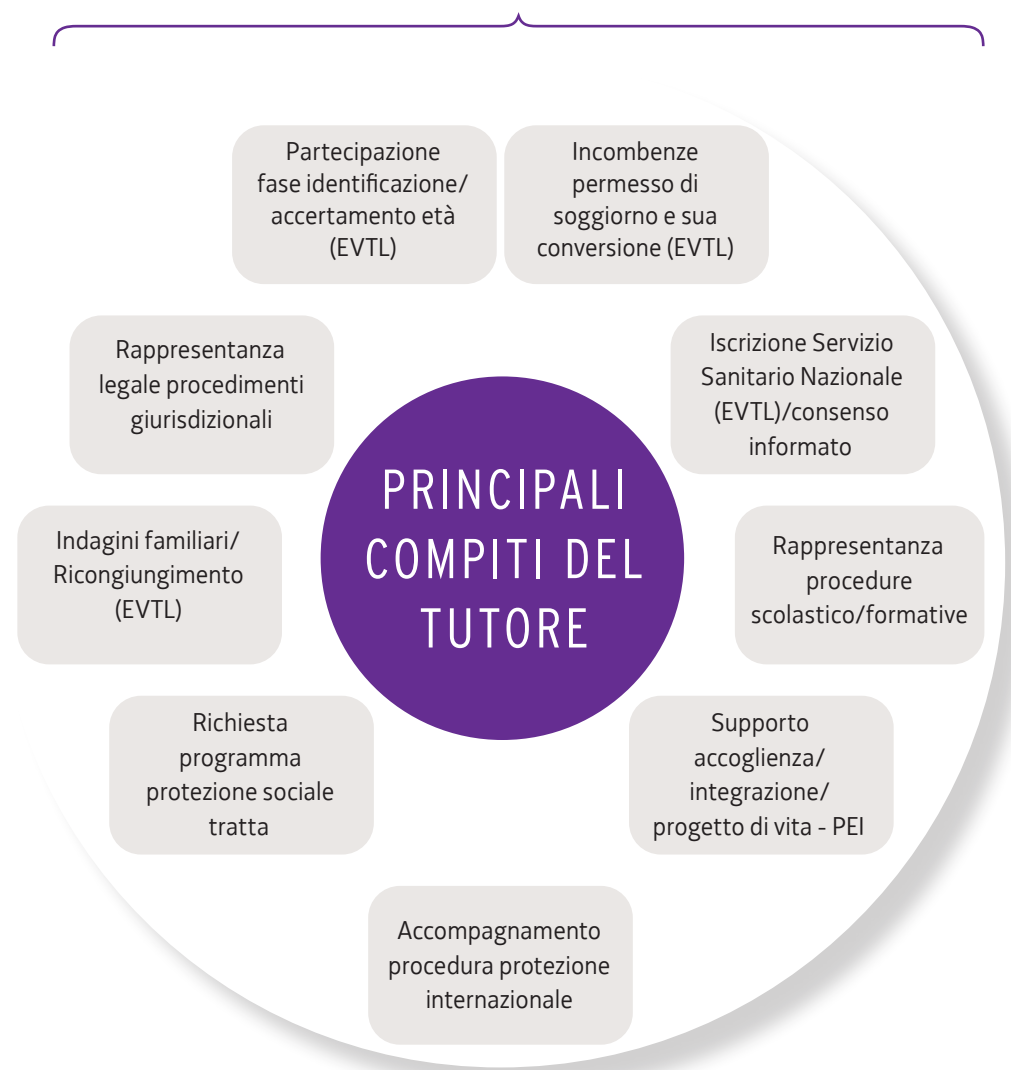 Partecipazione
fase identificazione/
accertamento età
(EVTL)
Incombenze
permesso di
soggiorno e sua
conversione (EVTL)
Rappresentanza
legale procedimenti
giurisdizionali
Iscrizione Servizio
Sanitario Nazionale
(EVTL)/consenso
informato
PRINCIPALI
COMPITI DEL
TUTORE
Indagini familiari/
Ricongiungimento
(EVTL)
Rappresentanza
procedure
scolastico/formative
Richiesta
programma
protezione sociale
tratta
Supporto
accoglienza/
integrazione/
progetto di vita - PEI
Accompagnamento
procedura protezione
internazionale